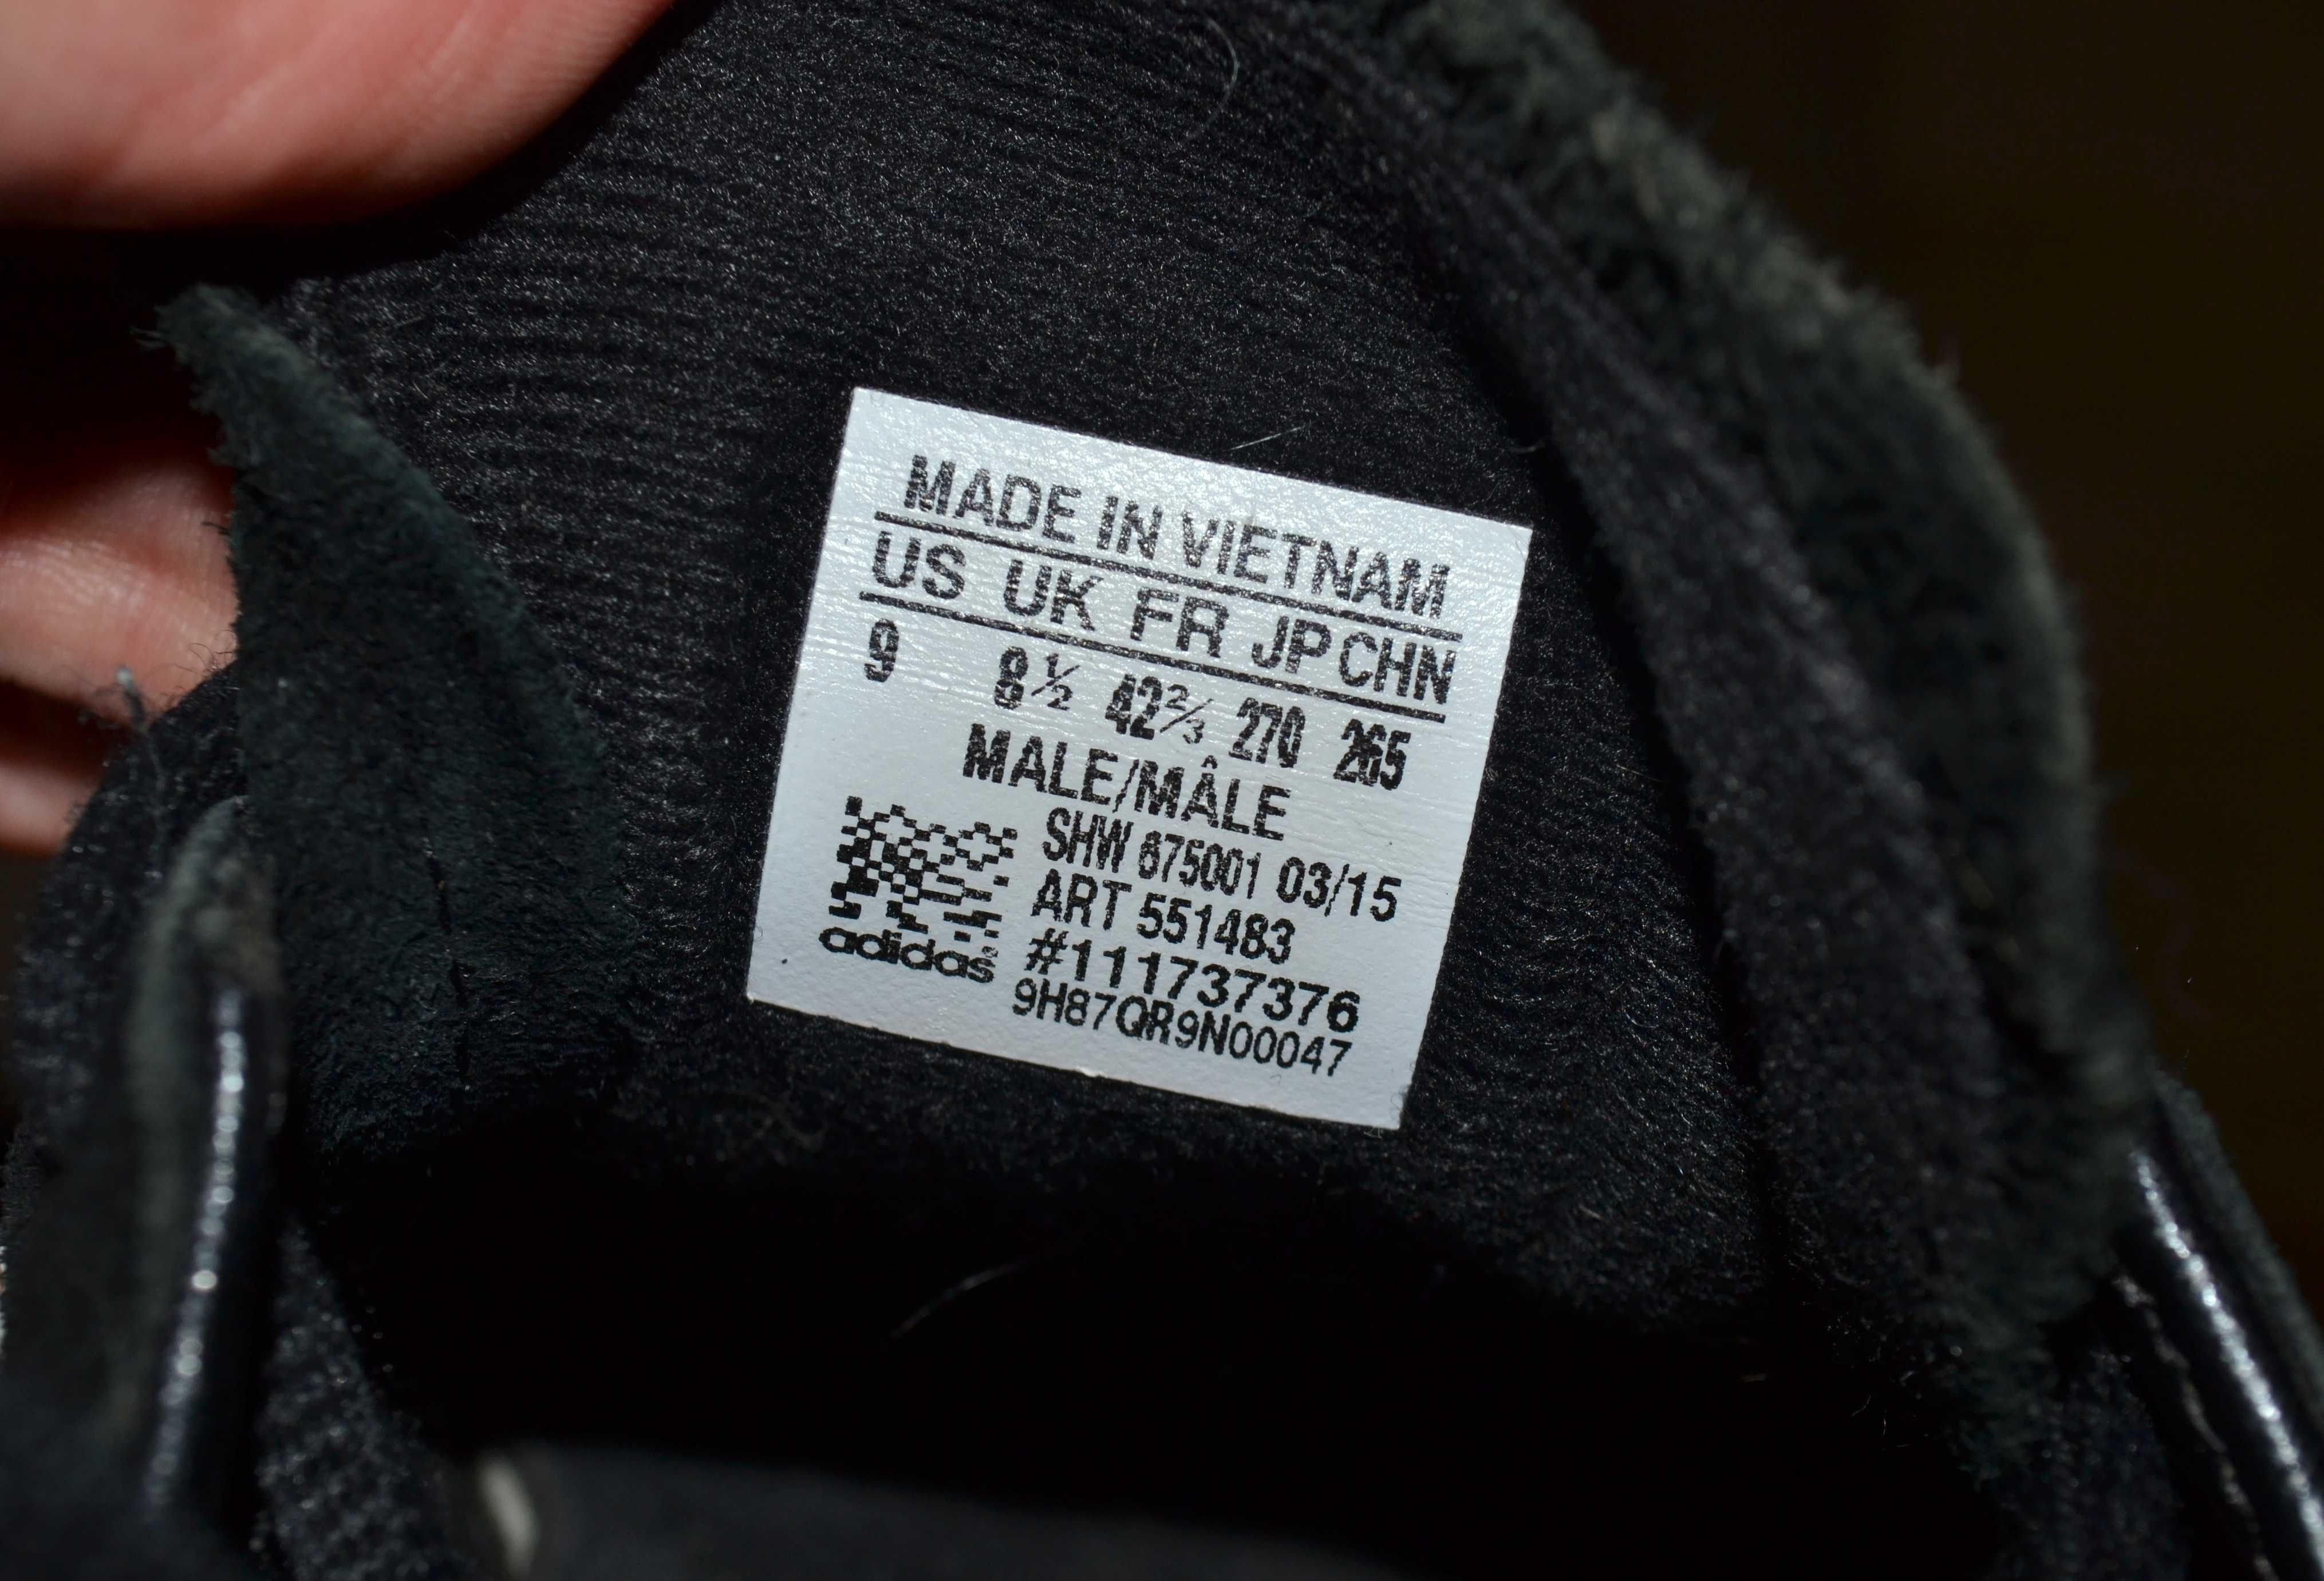 MADE IN VIETNAM
US UK FR JP CHN
9 8½ 42⅔ 270 265
MALE/MÂLE
SHW 675001 03/15
ART 551483
#111737376
9H87QR9N00047
adidas